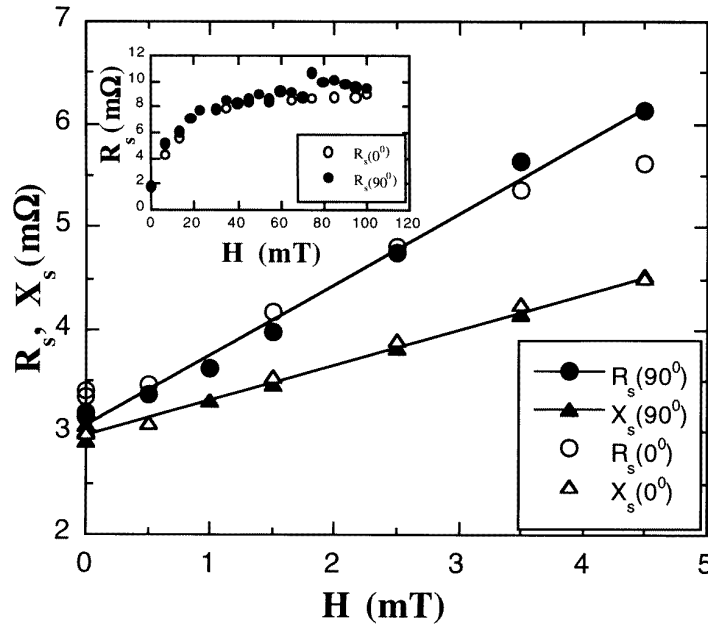 7
6
5
4
3
2
R_s, X_s (mΩ)
0
1
2
3
4
5
H (mT)
12
10
8
6
4
2
0
R_s (mΩ)
0
20
40
60
80
100
120
H (mT)
R_s(0^0)
R_s(90^0)
R_s(90^0)
X_s(90^0)
R_s(0^0)
X_s(0^0)